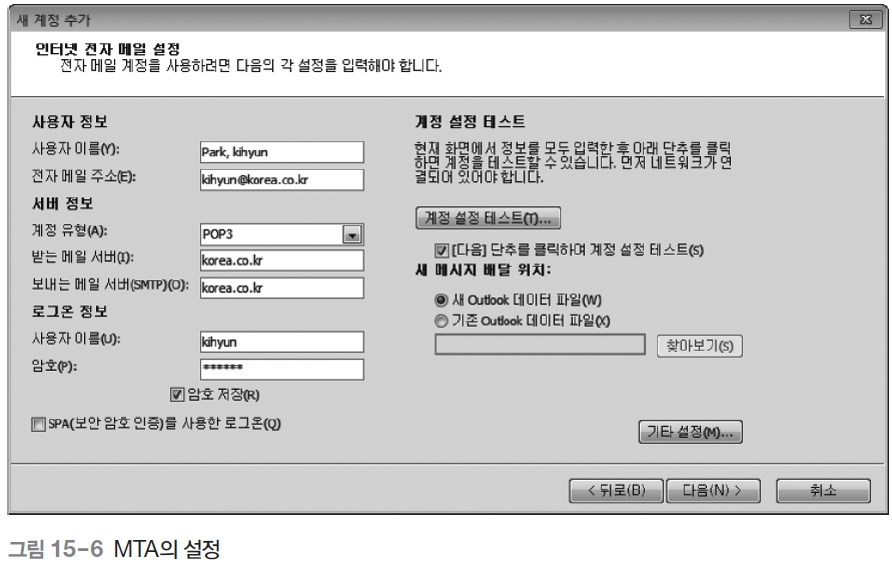 새 계정 추가
인터넷 전자 메일 설정
전자 메일 계정을 사용하려면 다음의 각 설정을 입력해야 합니다.
사용자 정보
사용자 이름(Y):
Park, kihyun
전자 메일 주소(E):
kihyun@korea.co.kr
서버 정보
계정 유형(A):
POP3
받는 메일 서버(I):
korea.co.kr
보내는 메일 서버(SMTP)(O):
korea.co.kr
로그온 정보
사용자 이름(U):
kihyun
암호(P):
******
암호 저장(R)
SPA(보안 암호 인증)를 사용한 로그온(Q)
계정 설정 테스트
현재 화면에서 정보를 모두 입력한 후 아래 단추를 클릭
하면 계정을 테스트할 수 있습니다. 먼저 네트워크가 연
결되어 있어야 합니다.
계정 설정 테스트(T)...
[다음] 단추를 클릭하여 계정 설정 테스트(S)
새 메시지 배달 위치:
새 Outlook 데이터 파일(W)
기존 Outlook 데이터 파일(X)
찾아보기(S)
기타 설정(M)...
< 뒤로(B)
다음(N) >
취소
그림 15-6 MTA의 설정